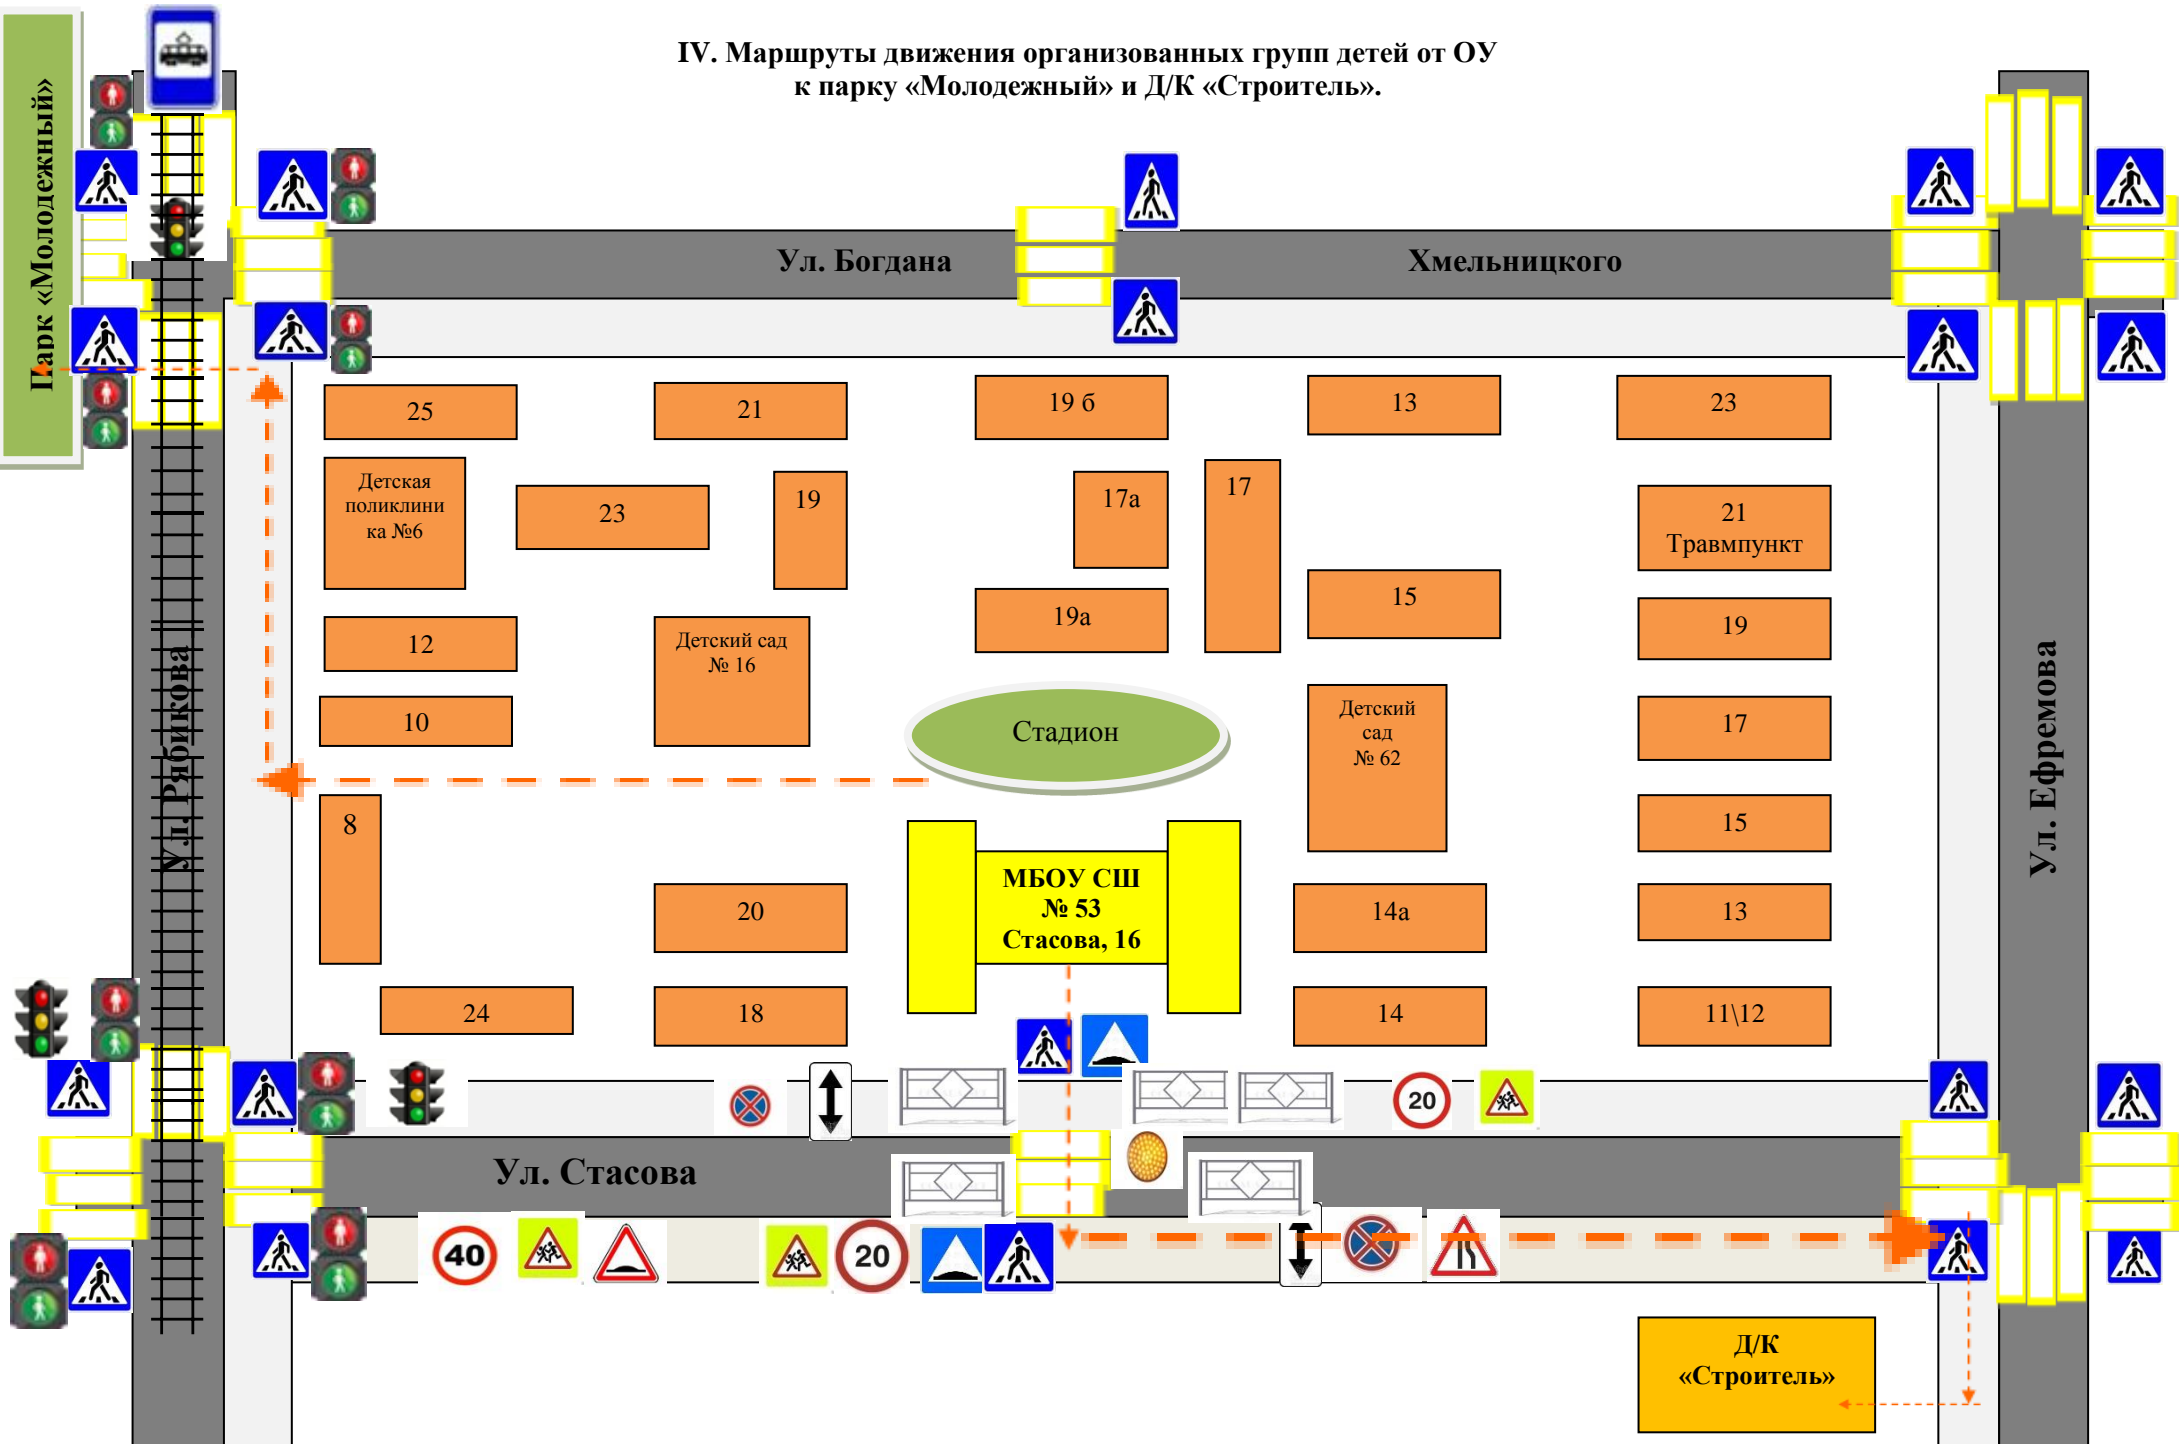 IV. Маршруты движения организованных групп детей от ОУ
к парку «Молодежный» и Д/К «Строитель».
Парк «Молодежный»
Ул. Богдана
Хмельницкого
25
21
19 б
13
23
Детская
поликлини
ка №6
23
19
17а
17
21
Травмпункт
12
Детский сад
№ 16
19а
15
19
10
Стадион
Детский
сад
№ 62
17
Ул. Рябикова
Ул. Ефремова
8
15
20
МБОУ СШ
№ 53
Стасова, 16
14а
13
24
18
14
11\12
20
Ул. Стасова
40
20
Д/К
«Строитель»